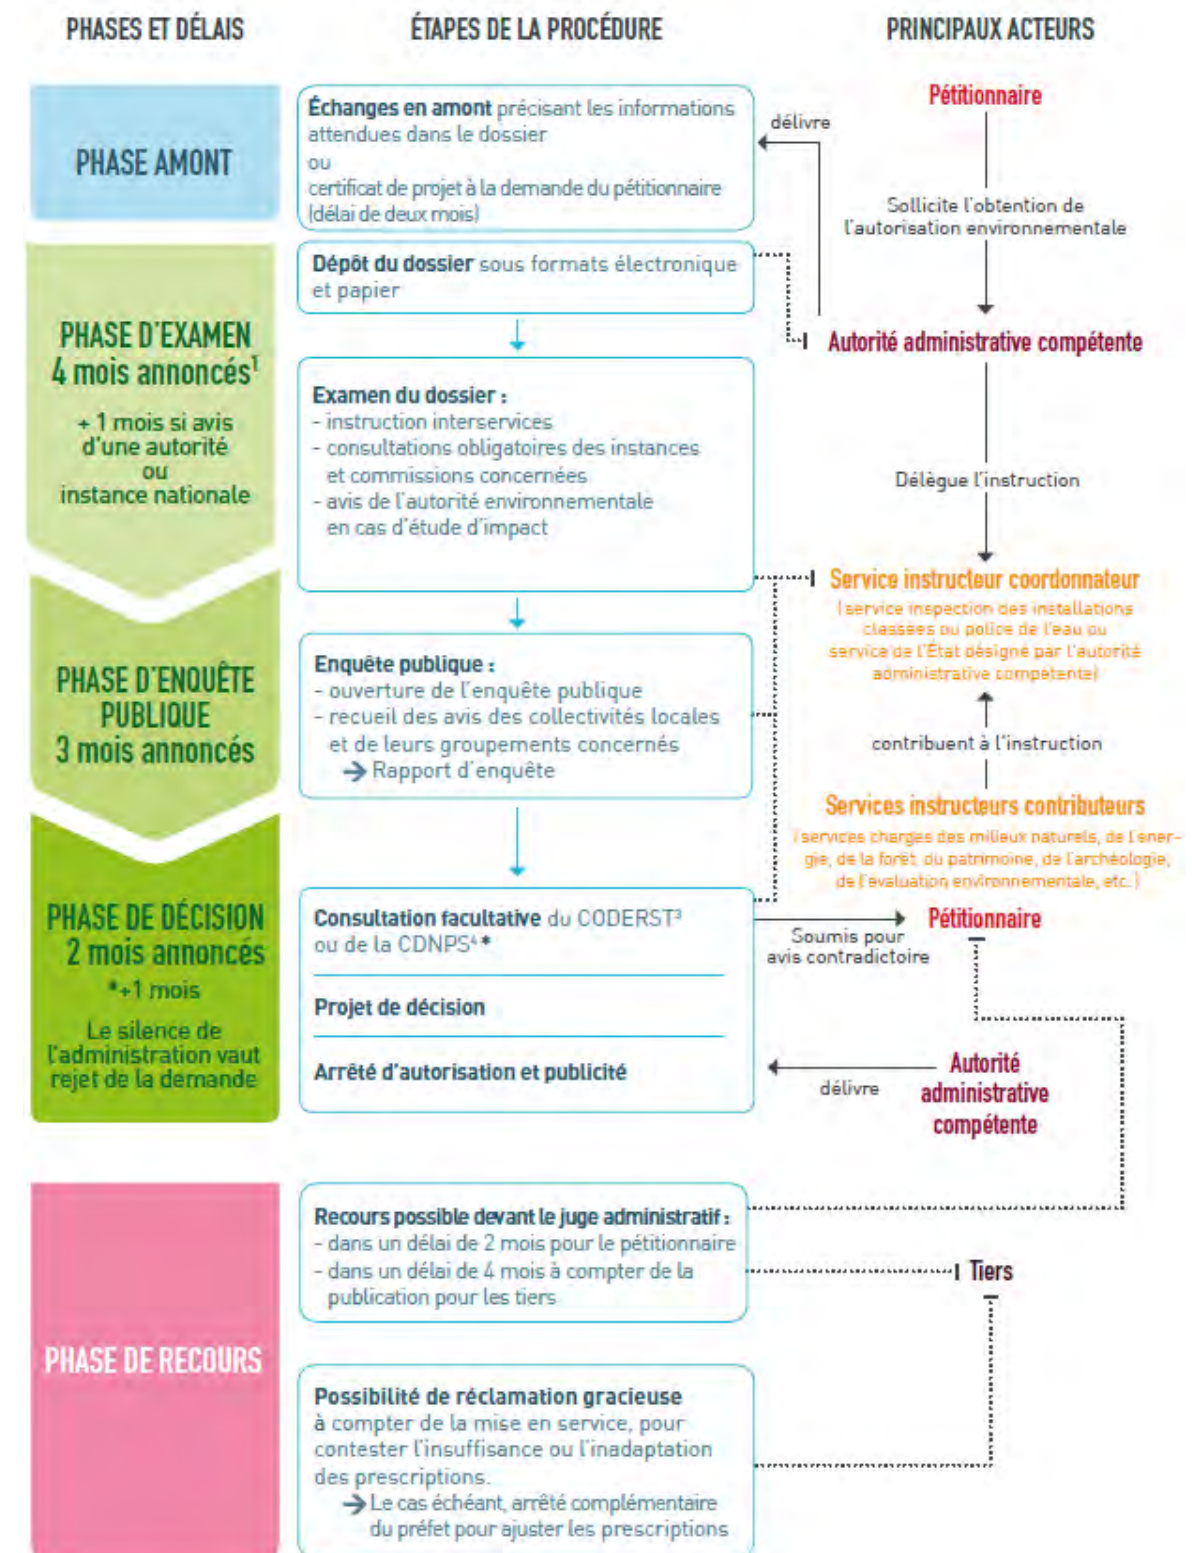 PHASES ET DÉLAIS
ÉTAPES DE LA PROCÉDURE
PRINCIPAUX ACTEURS
PHASE AMONT
Échanges en amont précisant les informations
attendues dans le dossier
ou
certificat de projet à la demande du pétitionnaire
(délai de deux mois)
délivre
Pétitionnaire
Sollicite l'obtention de
l'autorisation environnementale
PHASE D'EXAMEN
4 mois annoncés¹
+ 1 mois si avis
d'une autorité
ou
instance nationale
Dépôt du dossier sous formats électronique
et papier
Autorité administrative compétente
Examen du dossier :
- instruction interservices
- consultations obligatoires des instances
et commissions concernées
- avis de l'autorité environnementale
en cas d'étude d'impact
Délègue l'instruction
Service instructeur coordonnateur
(service inspection des installations
classées ou police de l'eau ou
service de l'État désigné par l'autorité
administrative compétente)
PHASE D'ENQUÊTE
PUBLIQUE
3 mois annoncés
Enquête publique :
- ouverture de l'enquête publique
- recueil des avis des collectivités locales
et de leurs groupements concernés
→ Rapport d'enquête
contribuent à l'instruction
Services instructeurs contributeurs
(services chargés des milieux naturels, de l'éner-
gie, de la forêt, du patrimoine, de l'archéologie,
de l'évaluation environnementale, etc.)
PHASE DE DÉCISION
2 mois annoncés
*+1 mois
Le silence de
l'administration vaut
rejet de la demande
Consultation facultative du CODERST³
ou de la CDNPS⁴*
Projet de décision
Arrêté d'autorisation et publicité
Soumis pour
avis contradictoire
Pétitionnaire
délivre
Autorité
administrative
compétente
PHASE DE RECOURS
Recours possible devant le juge administratif :
- dans un délai de 2 mois pour le pétitionnaire
- dans un délai de 4 mois à compter de la
publication pour les tiers
Tiers
Possibilité de réclamation gracieuse
à compter de la mise en service, pour
contester l'insuffisance ou l'inadaptation
des prescriptions.
→ Le cas échéant, arrêté complémentaire
du préfet pour ajuster les prescriptions